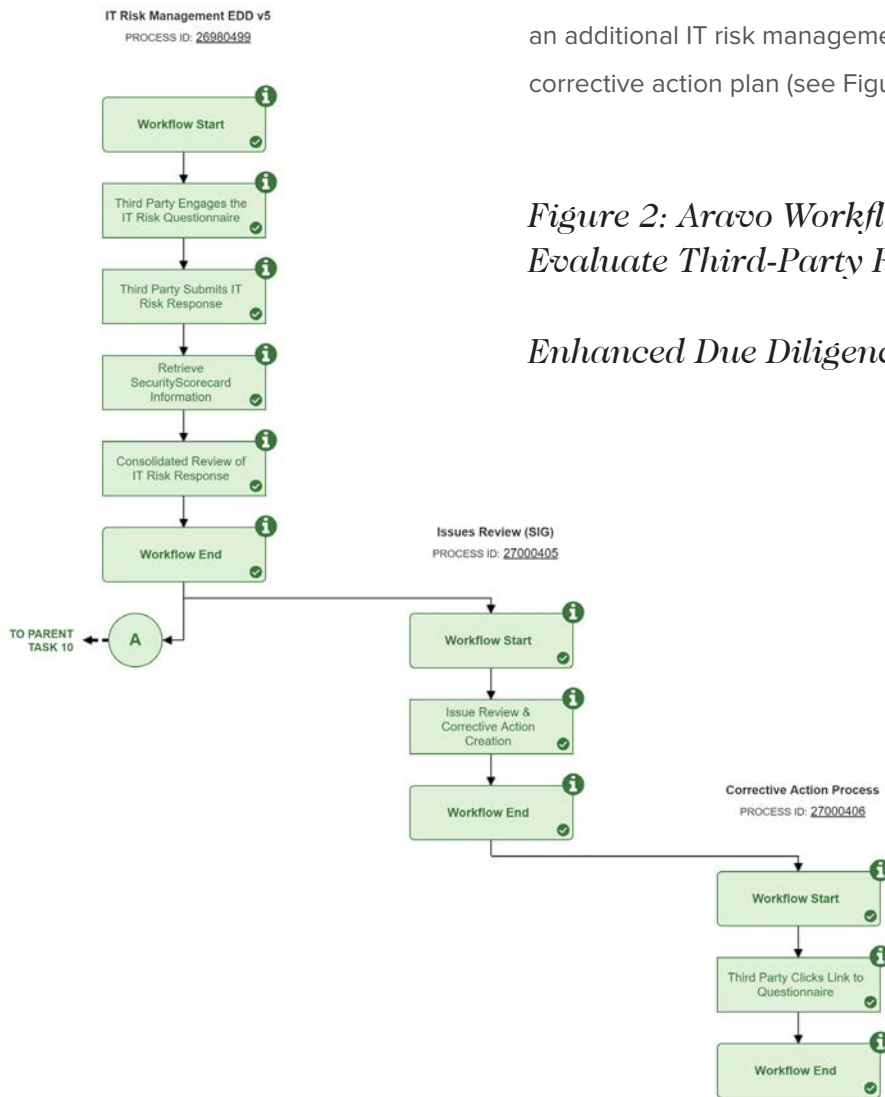 IT Risk Management EDD v5
PROCESS ID: 26980499
Workflow Start
Third Party Engages the
IT Risk Questionnaire
Third Party Submits IT
Risk Response
Retrieve
SecurityScorecard
Information
Consolidated Review of
IT Risk Response
Workflow End
TO PARENT
TASK 10
A
an additional IT risk manageme
corrective action plan (see Figu
Figure 2: Aravo Workfl
Evaluate Third-Party
Enhanced Due Diligenc
Issues Review (SIG)
PROCESS ID: 27000405
Workflow Start
Issue Review &
Corrective Action
Creation
Workflow End
Corrective Action Process
PROCESS ID: 27000406
Workflow Start
Third Party Clicks Link to
Questionnaire
Workflow End